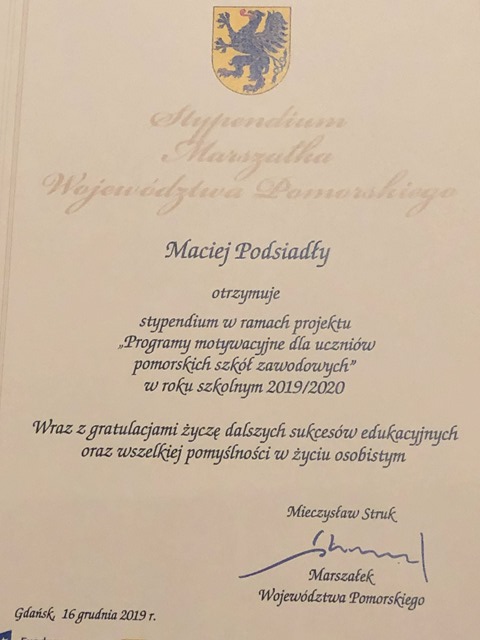 Stypendium
Marszałka
Województwa Pomorskiego
Maciej Podsiadły
otrzymuje
stypendium w ramach projektu
„Programy motywacyjne dla uczniów
pomorskich szkół zawodowych”
w roku szkolnym 2019/2020
Wraz z gratulacjami życzę dalszych sukcesów edukacyjnych
oraz wszelkiej pomyślności w życiu osobistym
Mieczysław Struk
Marszałek
Województwa Pomorskiego
Gdańsk, 16 grudnia 2019 r.